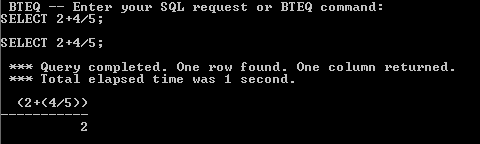 BTEQ -- Enter your SQL request or BTEQ command:
SELECT 2+4/5;
SELECT 2+4/5;
*** Query completed. One row found. One column returned.
*** Total elapsed time was 1 second.
(2+(4/5))
-----------
2